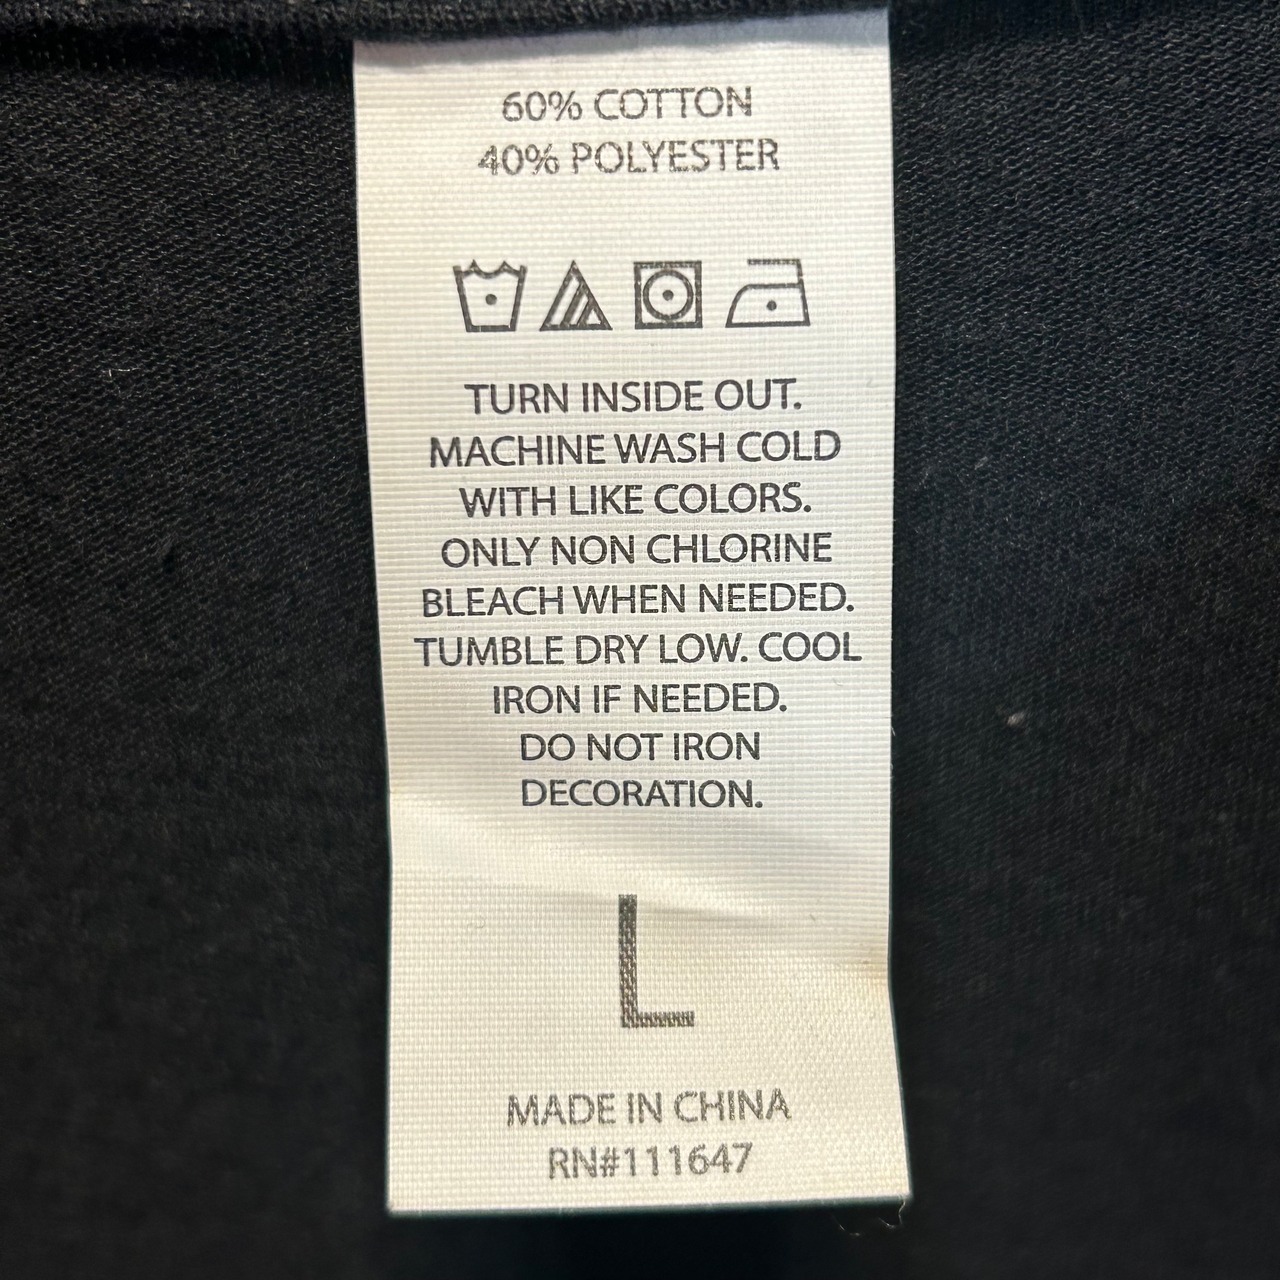 60% COTTON
40% POLYESTER
TURN INSIDE OUT.
MACHINE WASH COLD
WITH LIKE COLORS.
ONLY NON CHLORINE
BLEACH WHEN NEEDED.
TUMBLE DRY LOW. COOL
IRON IF NEEDED.
DO NOT IRON
DECORATION.
L
MADE IN CHINA
RN#111647